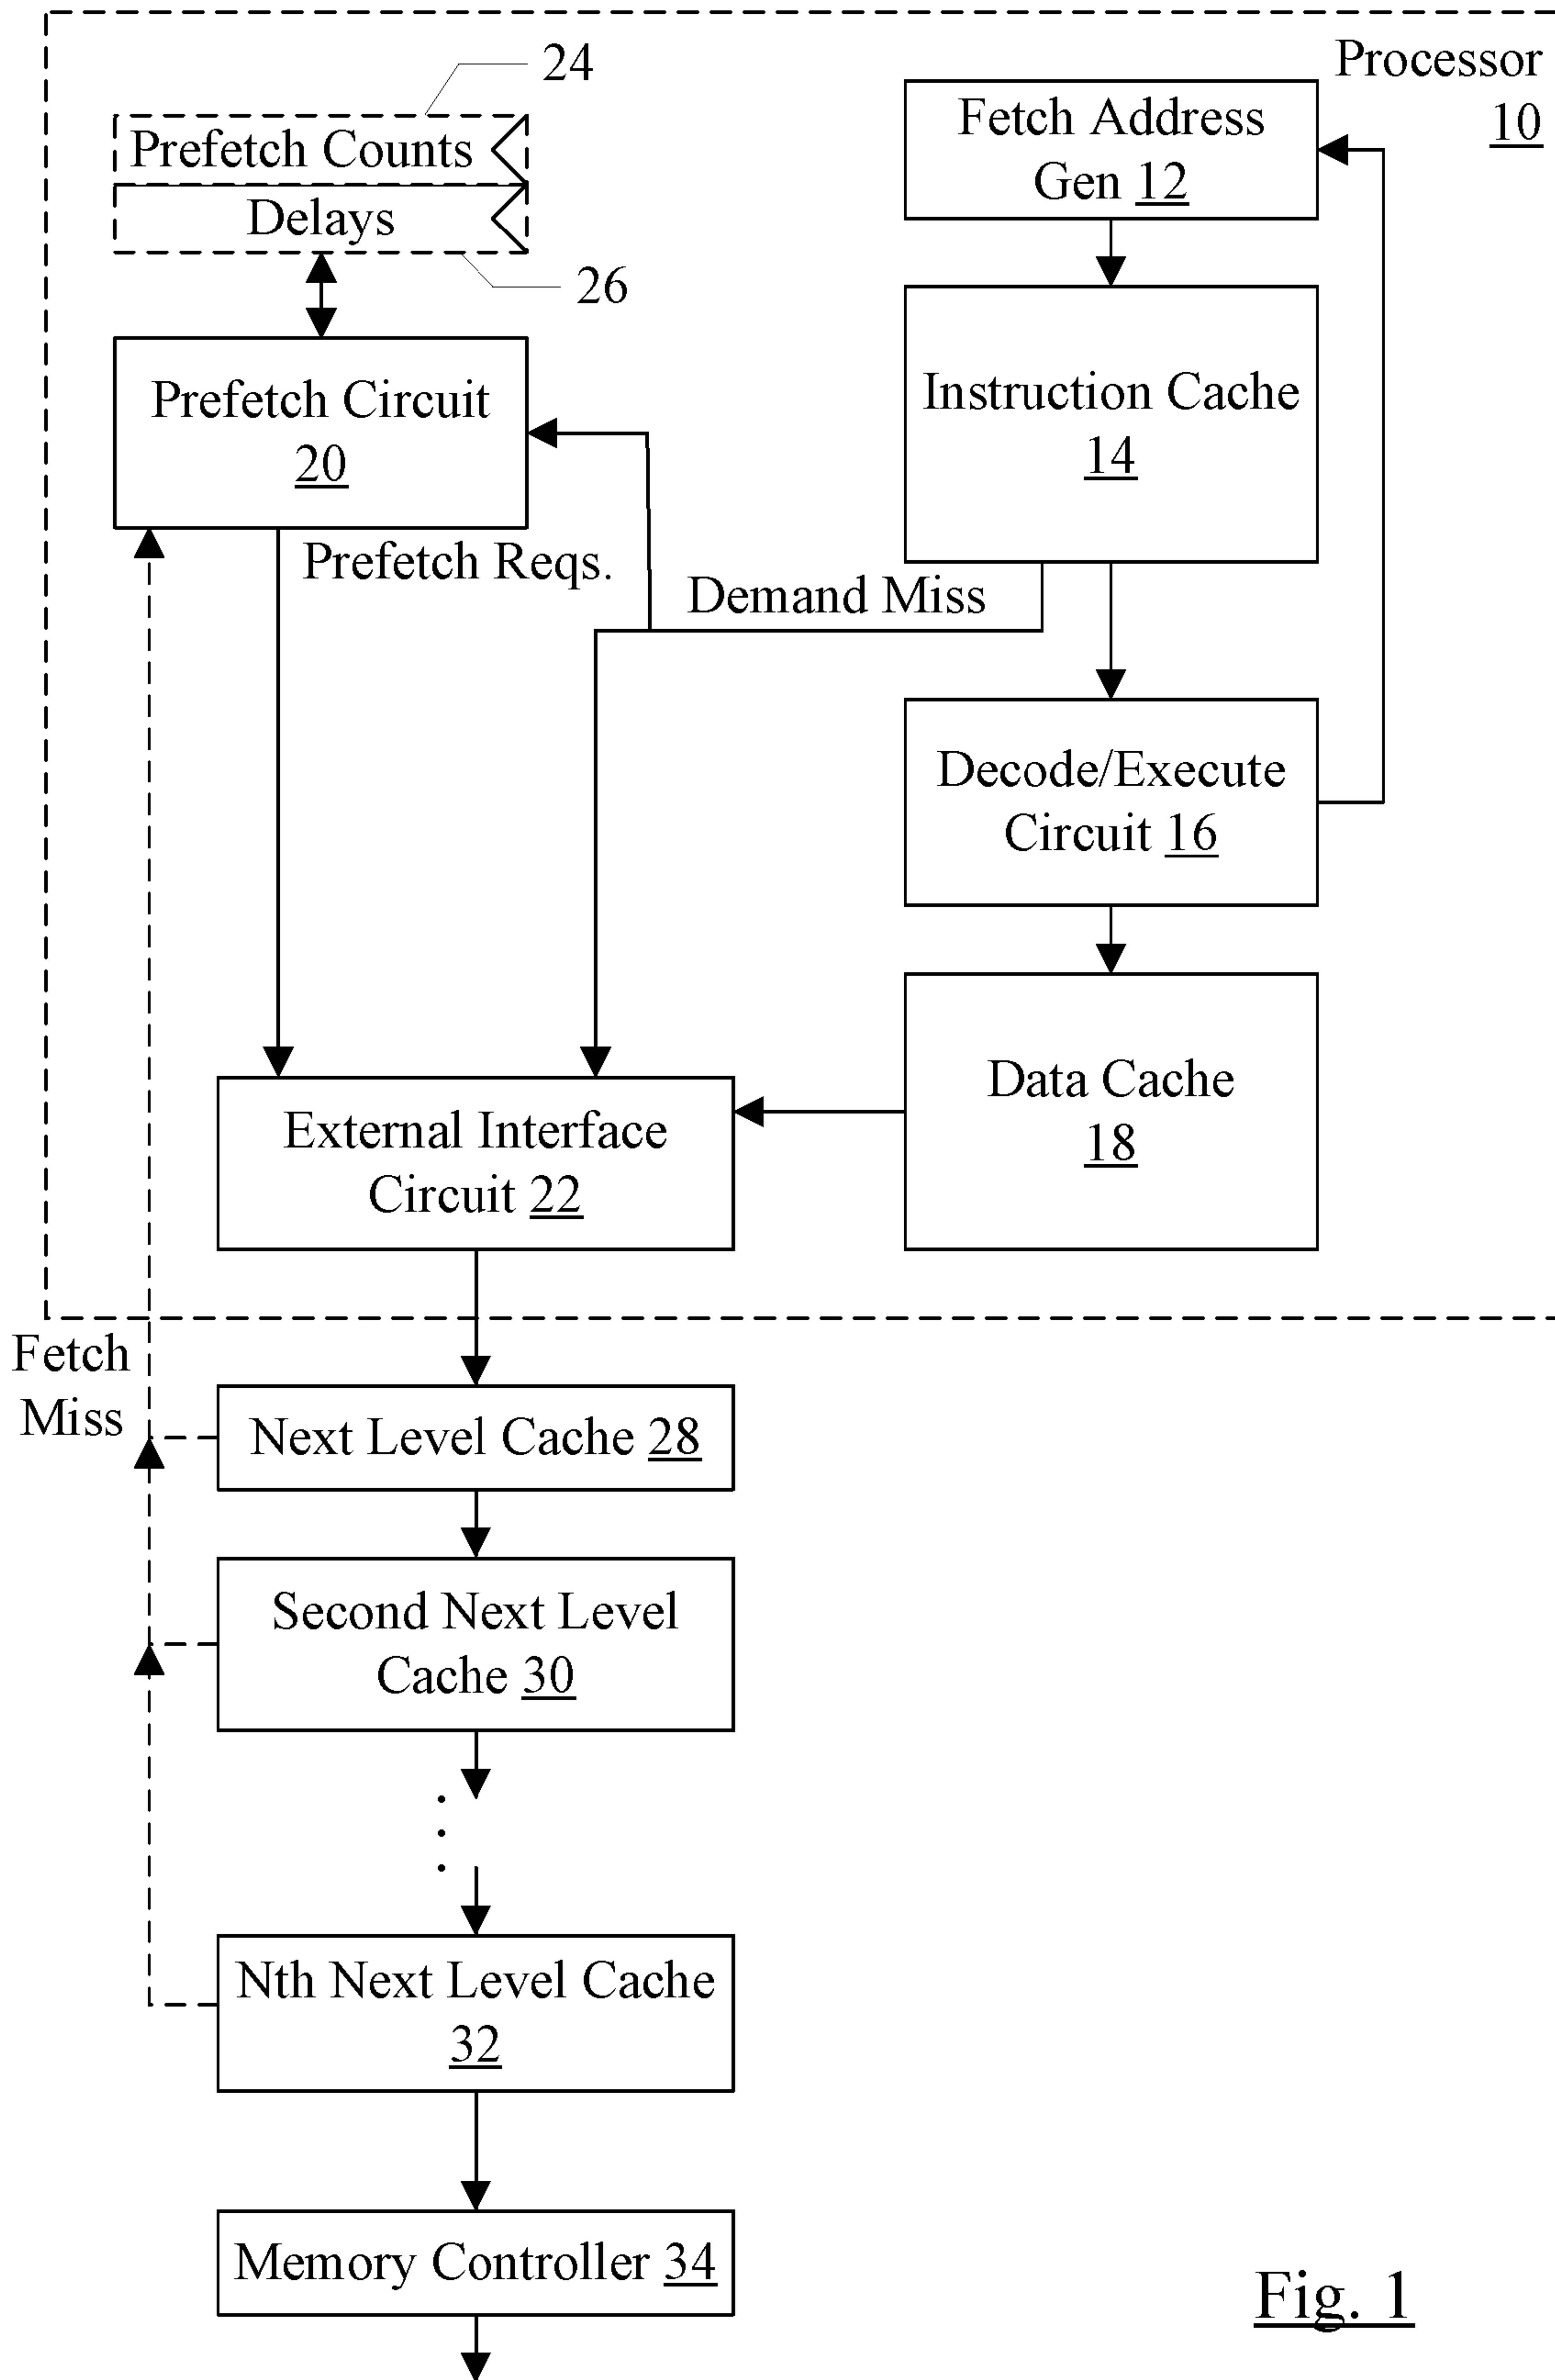 Processor
10
24
Prefetch Counts
Delays
26
Fetch Address
Gen 12
Instruction Cache
14
Prefetch Circuit
20
Prefetch Reqs.
Demand Miss
Decode/Execute
Circuit 16
Data Cache
18
External Interface
Circuit 22
Fetch
Miss
Next Level Cache 28
Second Next Level
Cache 30
Nth Next Level Cache
32
Memory Controller 34
Fig. 1